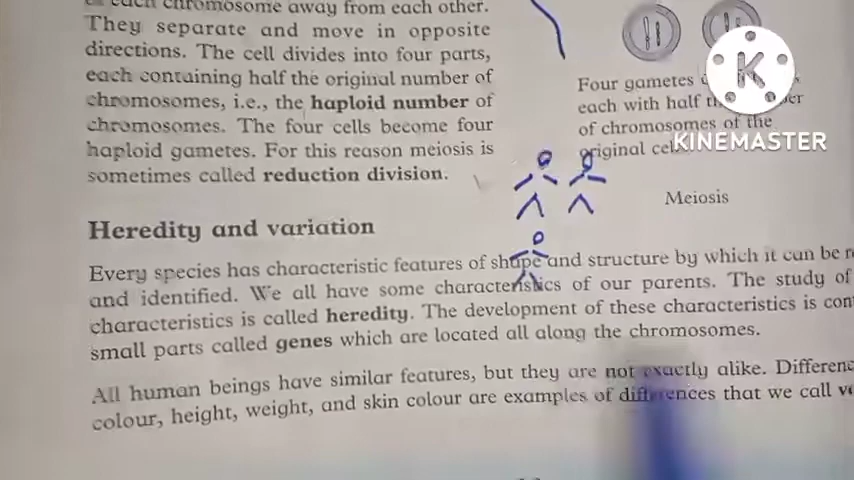 of each chromosome away from each other.
They separate and move in opposite
directions. The cell divides into four parts,
each containing half the original number of
chromosomes, i.e., the haploid number of
chromosomes. The four cells become four
haploid gametes. For this reason meiosis is
sometimes called reduction division.
Four gametes
each with half
of chromosomes of the
original
Meiosis
KINEMASTER
Heredity and variation
Every species has characteristic features of shape and structure by which it can be
and identified. We all have some characteristics of our parents. The study of
characteristics is called heredity. The development of these characteristics is
small parts called genes which are located all along the chromosomes.
All human beings have similar features, but they are not exactly alike.
colour, height, weight, and skin colour are examples of differences that we call